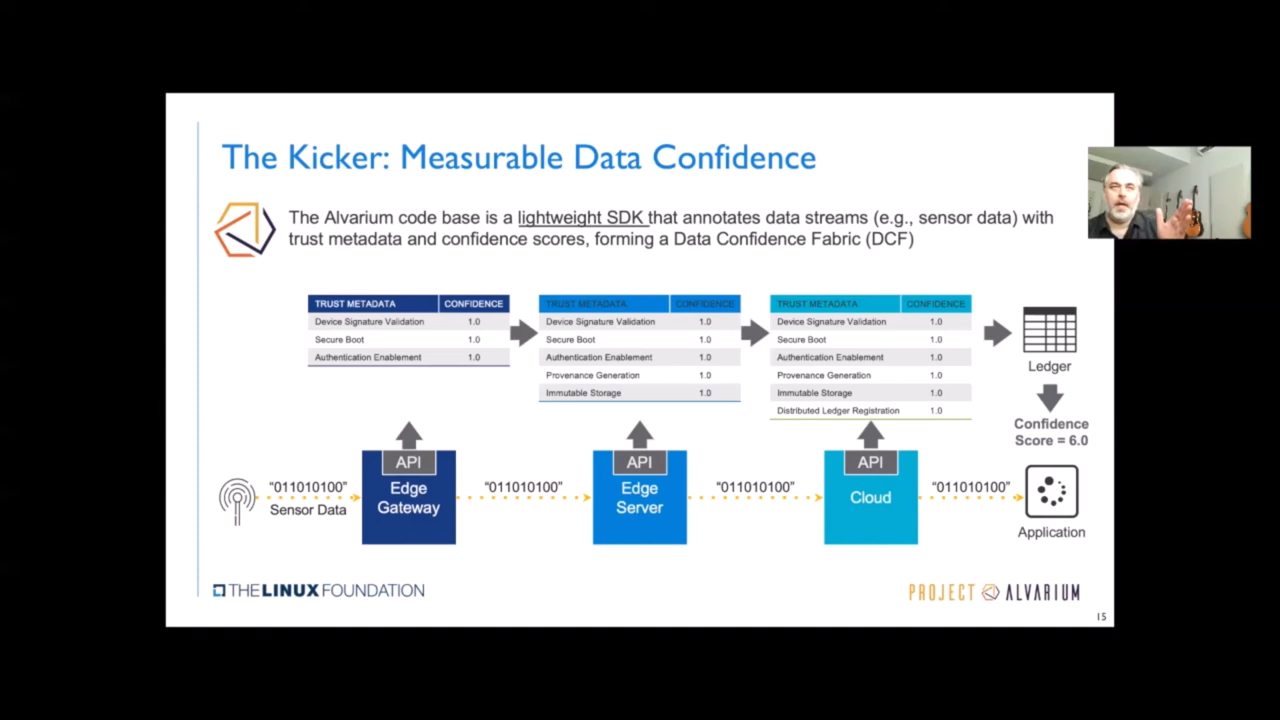 The Kicker: Measurable Data Confidence
The Alvarium code base is a lightweight SDK that annotates data streams (e.g., sensor data) with
trust metadata and confidence scores, forming a Data Confidence Fabric (DCF)
TRUST METADATA CONFIDENCE
Device Signature Validation 1.0
Secure Boot 1.0
Authentication Enablement 1.0
TRUST METADATA CONFIDENCE
Device Signature Validation 1.0
Secure Boot 1.0
Authentication Enablement 1.0
Provenance Generation 1.0
Immutable Storage 1.0
TRUST METADATA CONFIDENCE
Device Signature Validation 1.0
Secure Boot 1.0
Authentication Enablement 1.0
Provenance Generation 1.0
Immutable Storage 1.0
Distributed Ledger Registration 1.0
Ledger
Confidence
Score = 6.0
"011010100"
Sensor Data
API
Edge
Gateway
"011010100"
API
Edge
Server
"011010100"
API
Cloud
"011010100"
Application
THE LINUX FOUNDATION
PROJECT ALVARIUM
15